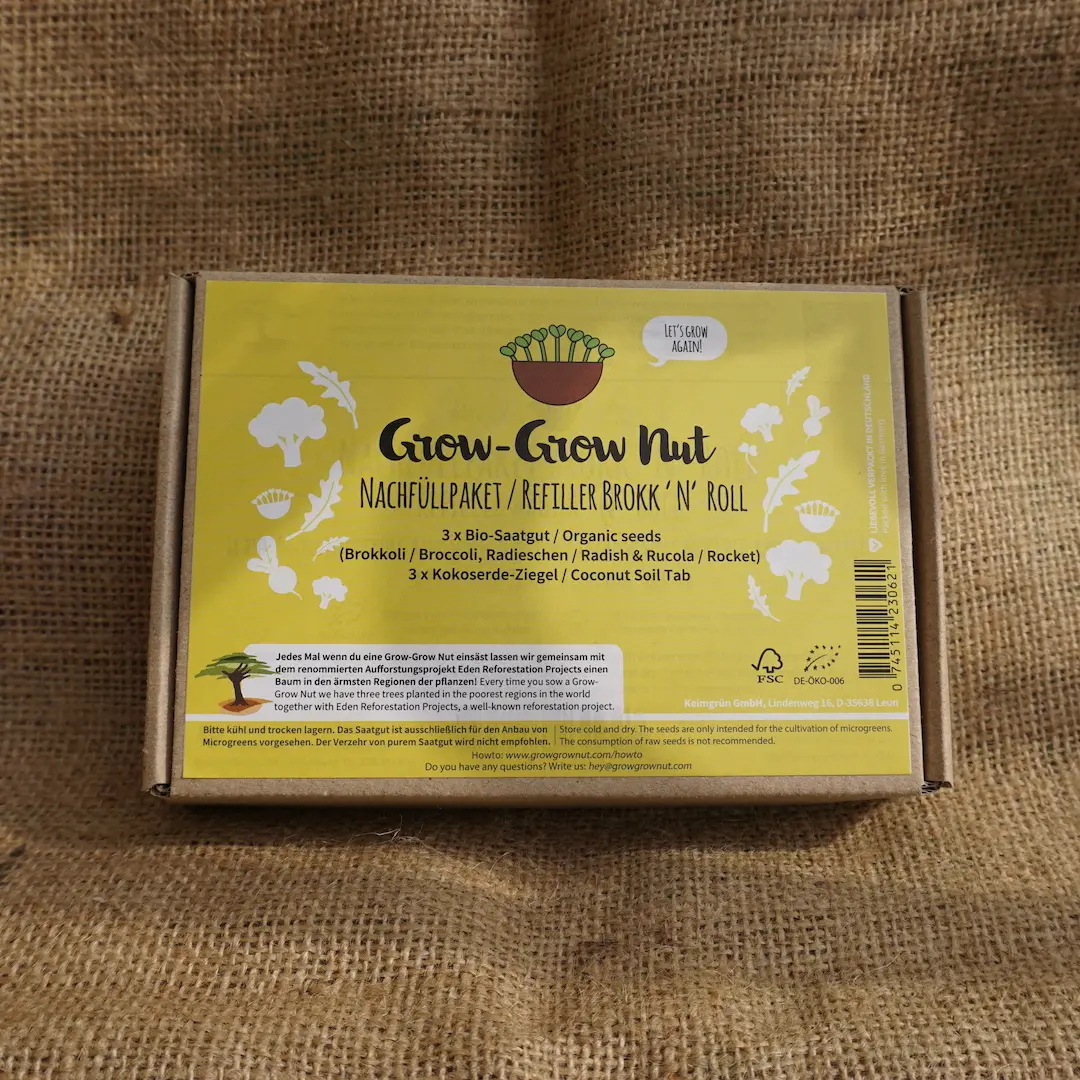 LET'S GROW
AGAIN!
Grow-Grow Nut
NACHFÜLLPAKET / REFILLER BROKK 'N' ROLL
3 x Bio-Saatgut / Organic seeds
(Brokkoli / Broccoli, Radieschen / Radish & Rucola / Rocket)
3 x Kokoserde-Ziegel / Coconut Soil Tab
LIEBEVOLL VERPACKT IN DEUTSCHLAND
Packed with love in Germany
0 745114 230621
Jedes Mal wenn du eine Grow-Grow Nut einsäst lassen wir gemeinsam mit
dem renommierten Aufforstungsprojekt Eden Reforestation Projects einen
Baum in den ärmsten Regionen der pflanzen! Every time you sow a Grow-
Grow Nut we have three trees planted in the poorest regions in the world
together with Eden Reforestation Projects, a well-known reforestation project.
FSC
DE-ÖKO-006
Keimgrün GmbH, Lindenweg 16, D-35638 Leun
Bitte kühl und trocken lagern. Das Saatgut ist ausschließlich für den Anbau von
Microgreens vorgesehen. Der Verzehr von purem Saatgut wird nicht empfohlen.
Store cold and dry. The seeds are only intended for the cultivation of microgreens.
The consumption of raw seeds is not recommended.
Howto: www.growgrownut.com/howto
Do you have any questions? Write us: hey@growgrownut.com